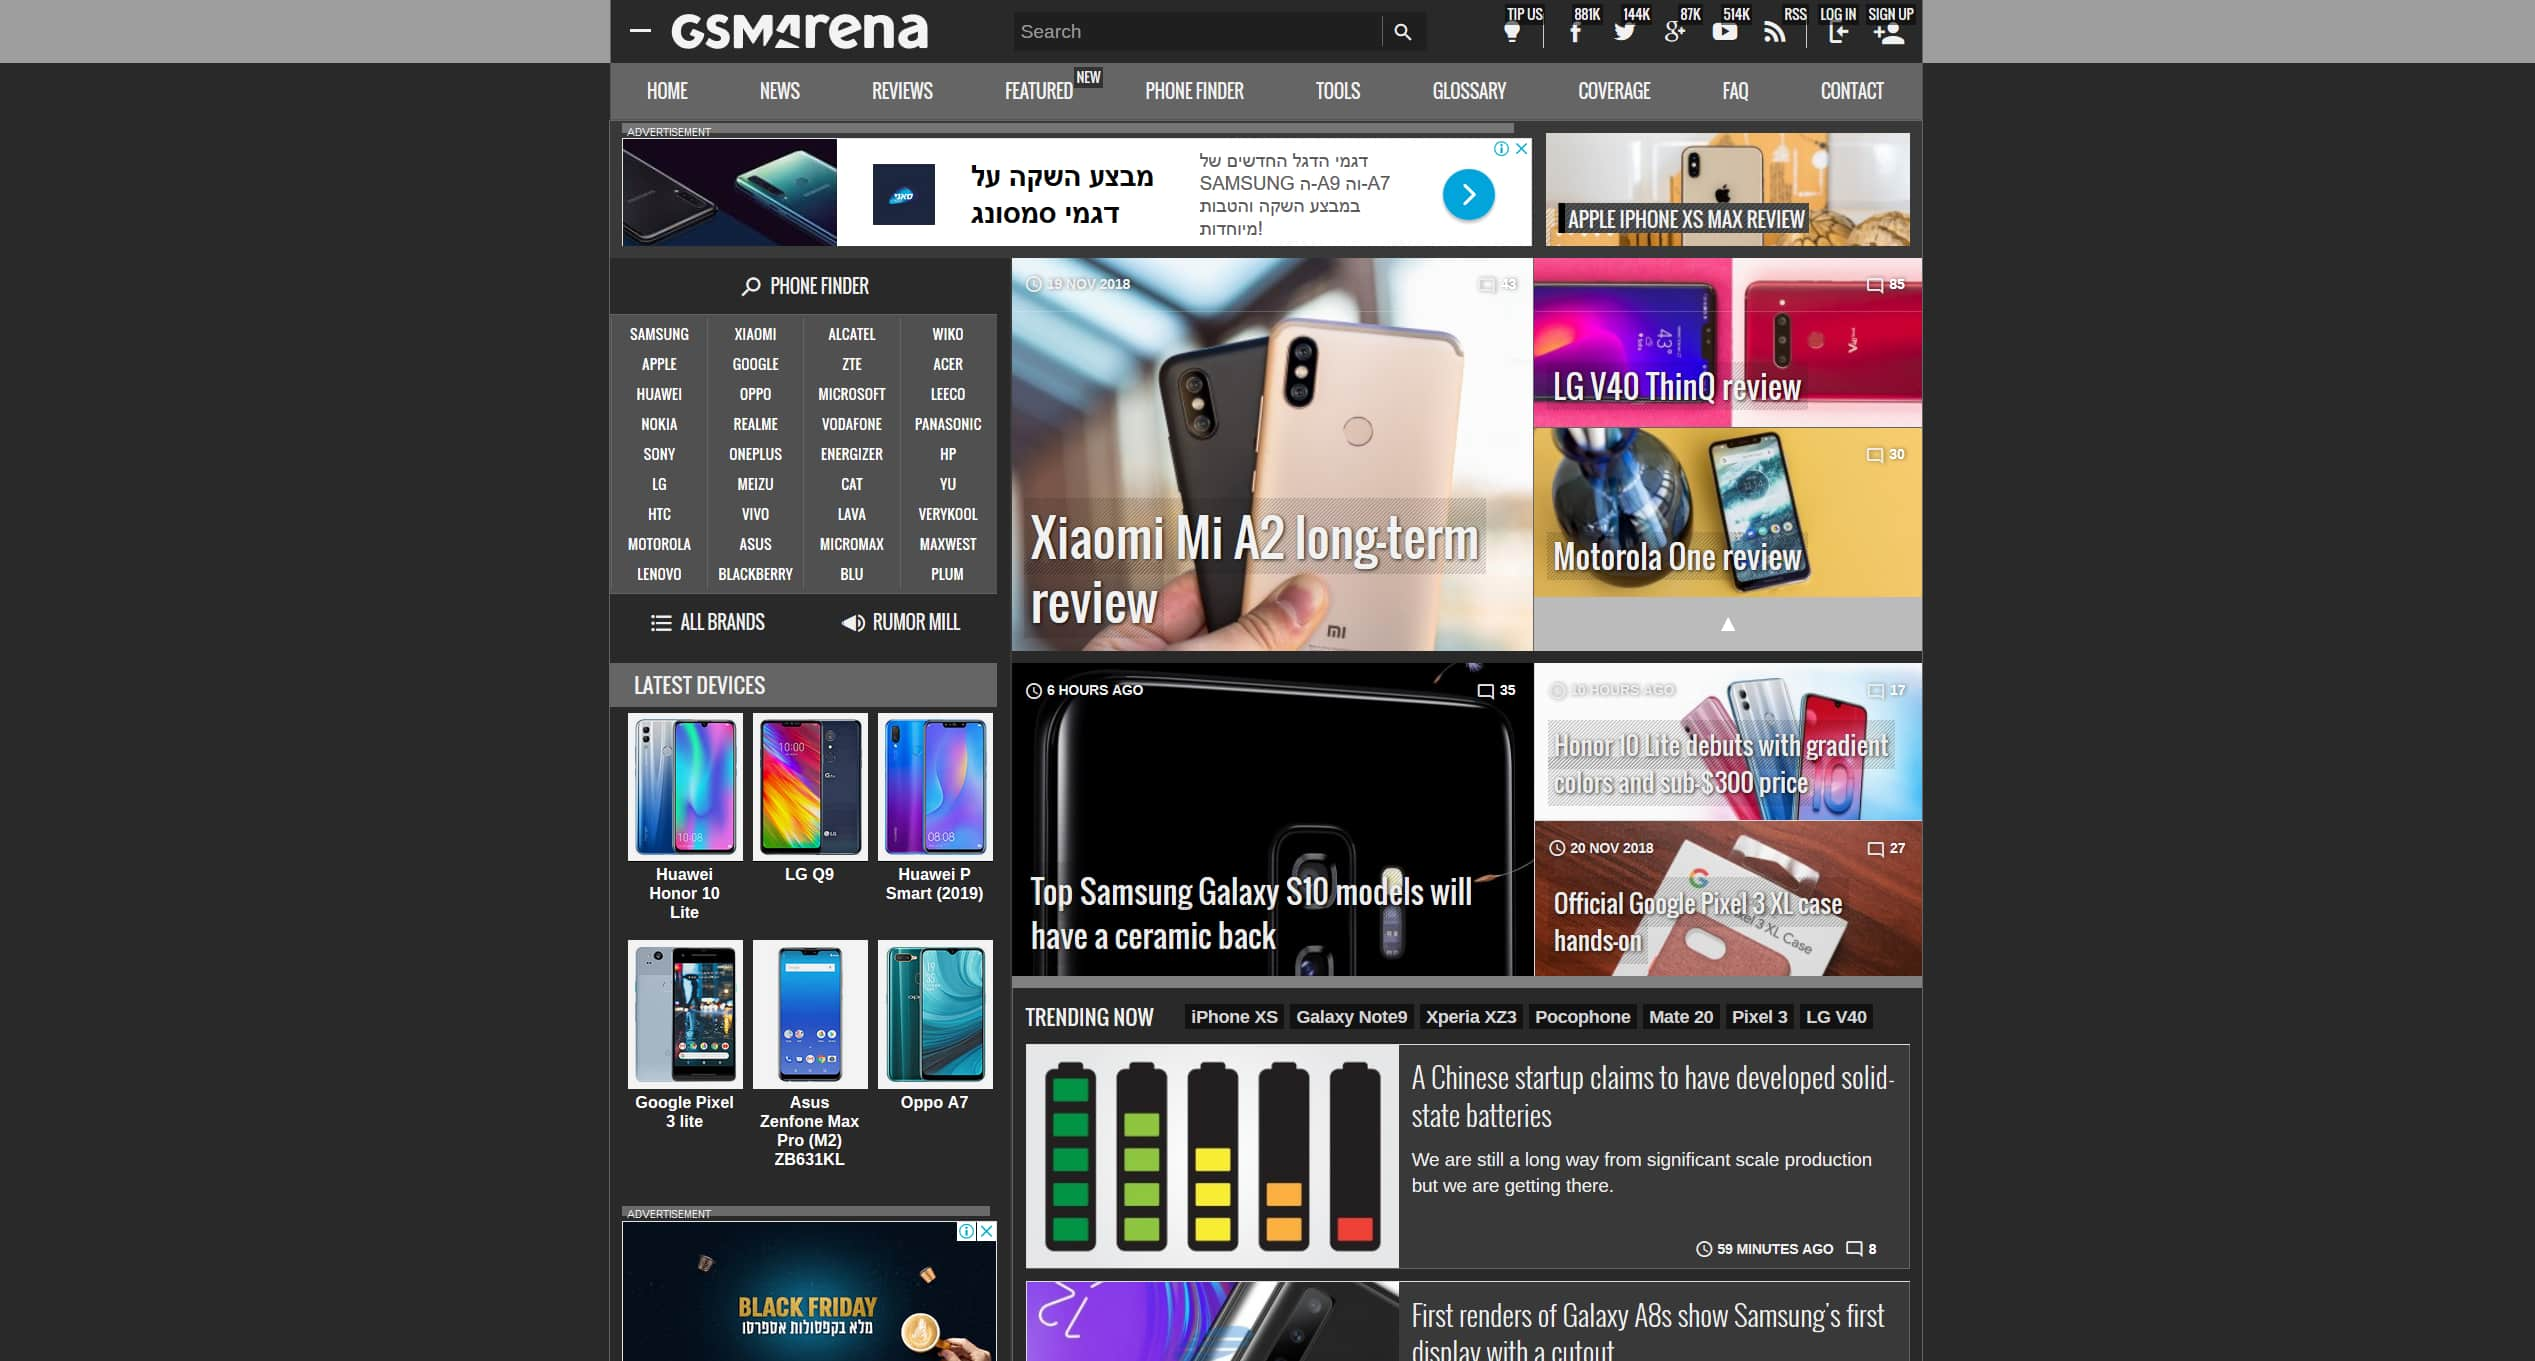 GSMArena
Search
TIP US
881K
144K
87K
514K
RSS
LOG IN
SIGN UP
HOME
NEWS
REVIEWS
FEATURED
NEW
PHONE FINDER
TOOLS
GLOSSARY
COVERAGE
FAQ
CONTACT
ADVERTISEMENT
סאני
מבצע השקה על
דגמי סמסונג
דגמי הדגל החדשים של
SAMSUNG ה-A9 וה-A7
במבצע השקה והטבות
מיוחדות!
APPLE IPHONE XS MAX REVIEW
PHONE FINDER
SAMSUNG XIAOMI ALCATEL WIKO
APPLE GOOGLE ZTE ACER
HUAWEI OPPO MICROSOFT LEECO
NOKIA REALME VODAFONE PANASONIC
SONY ONEPLUS ENERGIZER HP
LG MEIZU CAT YU
HTC VIVO LAVA VERYKOOL
MOTOROLA ASUS MICROMAX MAXWEST
LENOVO BLACKBERRY BLU PLUM
ALL BRANDS
RUMOR MILL
19 NOV 2018
43
Xiaomi Mi A2 long-term
review
85
LG V40 ThinQ review
30
Motorola One review
▲
LATEST DEVICES
Huawei
Honor 10
Lite
LG Q9
Huawei P
Smart (2019)
Google Pixel
3 lite
Asus
Zenfone Max
Pro (M2)
ZB631KL
Oppo A7
ADVERTISEMENT
BLACK FRIDAY
מלא בקפסולות אספרסו
6 HOURS AGO
35
Top Samsung Galaxy S10 models will
have a ceramic back
10 HOURS AGO
17
Honor 10 Lite debuts with gradient
colors and sub-$300 price
20 NOV 2018
27
Official Google Pixel 3 XL case
hands-on
TRENDING NOW
iPhone XS
Galaxy Note9
Xperia XZ3
Pocophone
Mate 20
Pixel 3
LG V40
A Chinese startup claims to have developed solid-
state batteries
We are still a long way from significant scale production
but we are getting there.
59 MINUTES AGO
8
First renders of Galaxy A8s show Samsung's first
display with a cutout